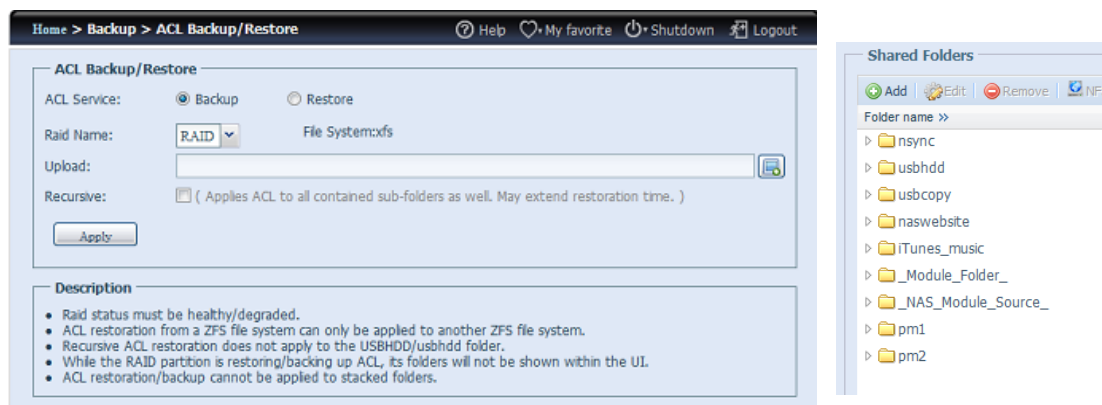 Home > Backup > ACL Backup/Restore
Help My favorite Shutdown Logout
ACL Backup/Restore
ACL Service: Backup Restore
Raid Name: RAID File System:xfs
Upload:
Recursive: ( Applies ACL to all contained sub-folders as well. May extend restoration time. )
Apply
Description
• Raid status must be healthy/degraded.
• ACL restoration from a ZFS file system can only be applied to another ZFS file system.
• Recursive ACL restoration does not apply to the USBHDD/usbhdd folder.
• While the RAID partition is restoring/backing up ACL, its folders will not be shown within the UI.
• ACL restoration/backup cannot be applied to stacked folders.
Shared Folders
Add Edit Remove NF
Folder name »
nsync
usbhdd
usbcopy
naswebsite
iTunes_music
_Module_Folder_
_NAS_Module_Source_
pm1
pm2